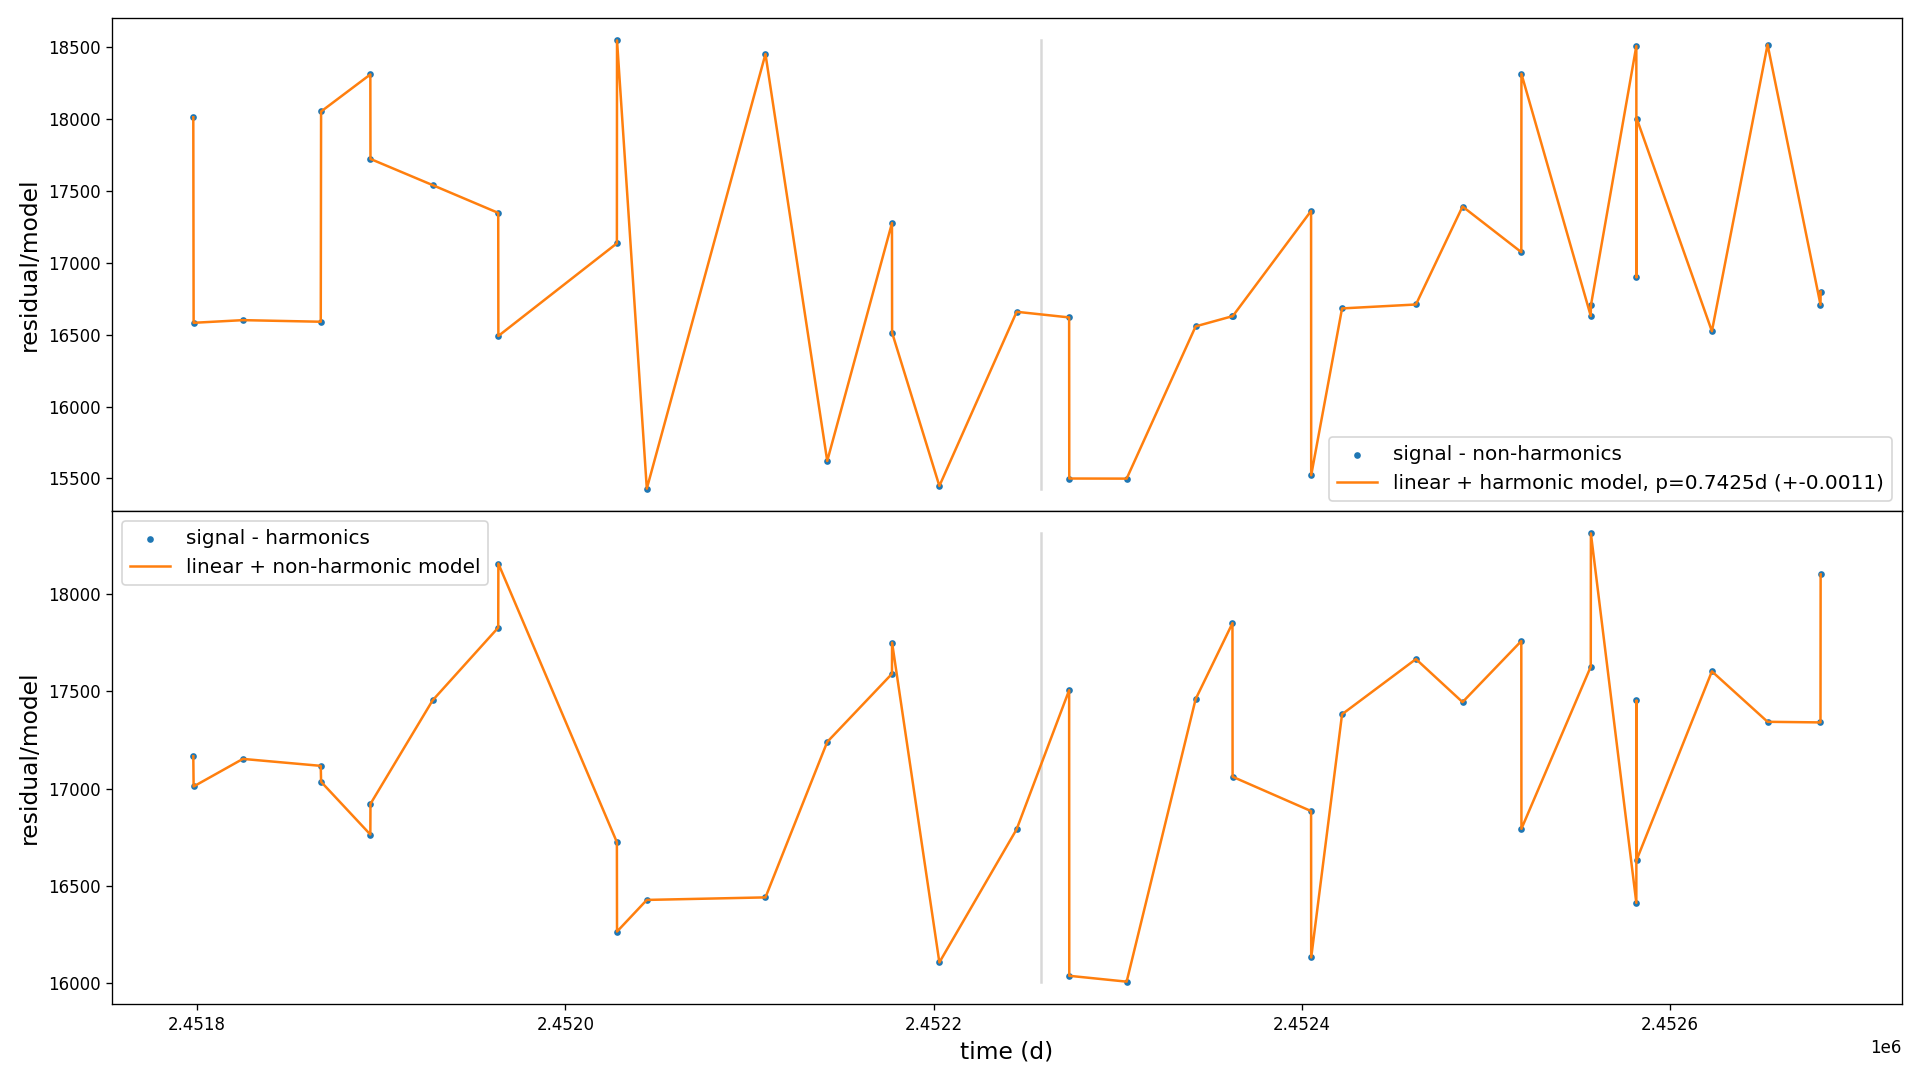 residual/model
18500
18000
17500
17000
16500
16000
15500
signal - non-harmonics
linear + harmonic model, p=0.7425d (+-0.0011)
residual/model
18000
17500
17000
16500
16000
signal - harmonics
linear + non-harmonic model
2.4518 2.4520 2.4522 2.4524 2.4526
time (d)
1e6